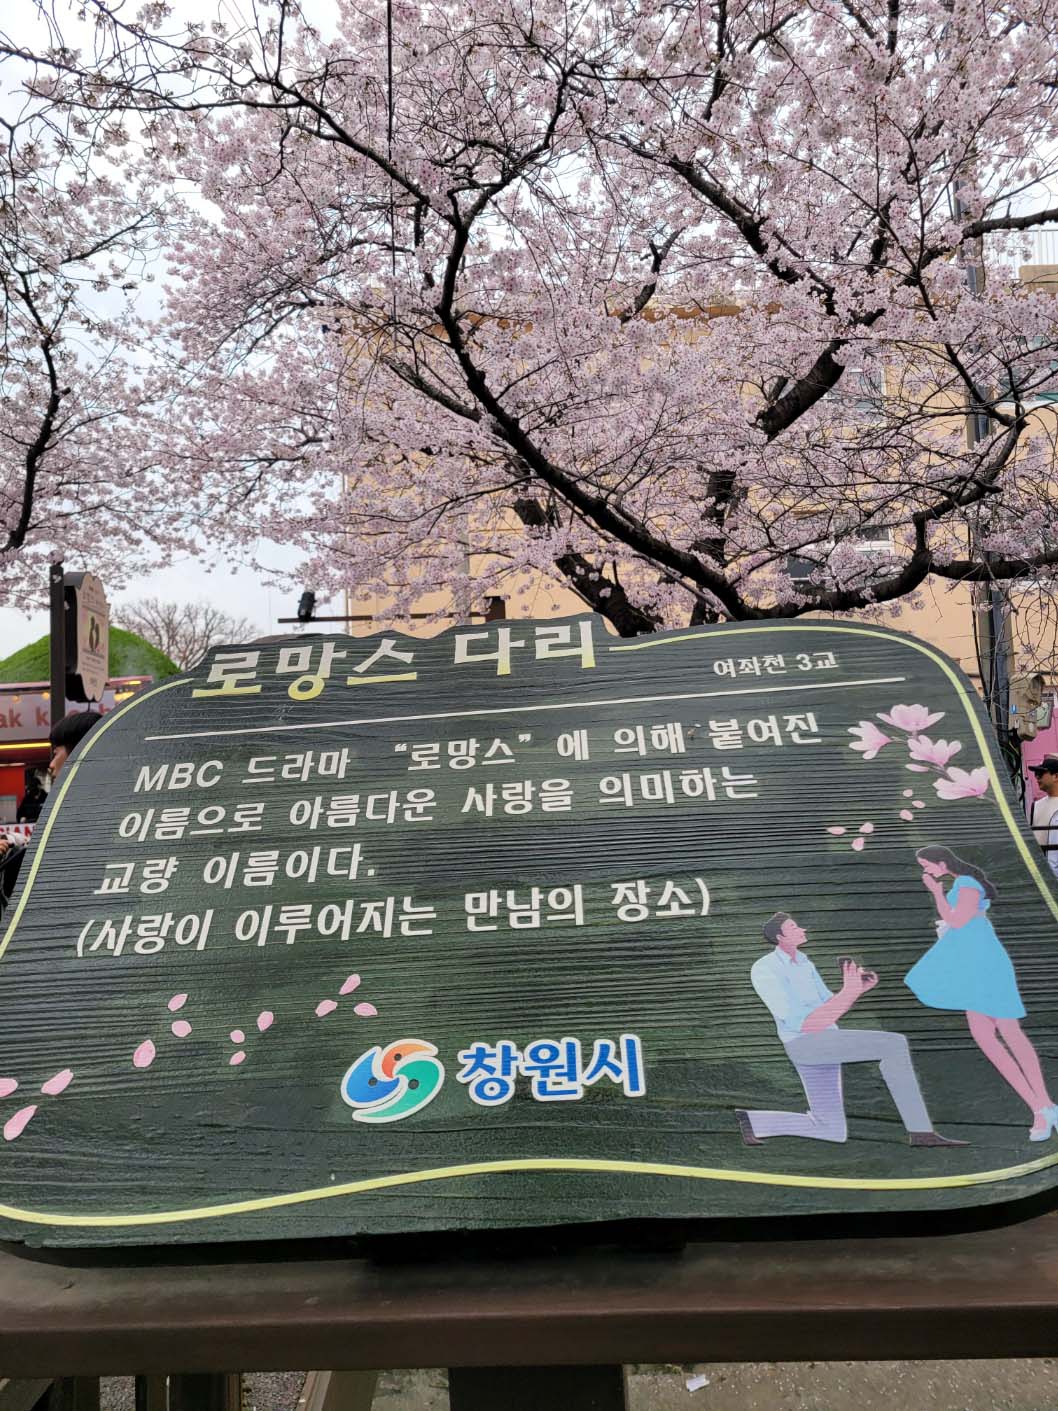 로망스 다리
여좌천 3교
MBC 드라마 "로망스" 에 의해 붙여진
이름으로 아름다운 사랑을 의미하는
교량 이름이다.
(사랑이 이루어지는 만남의 장소)
창원시